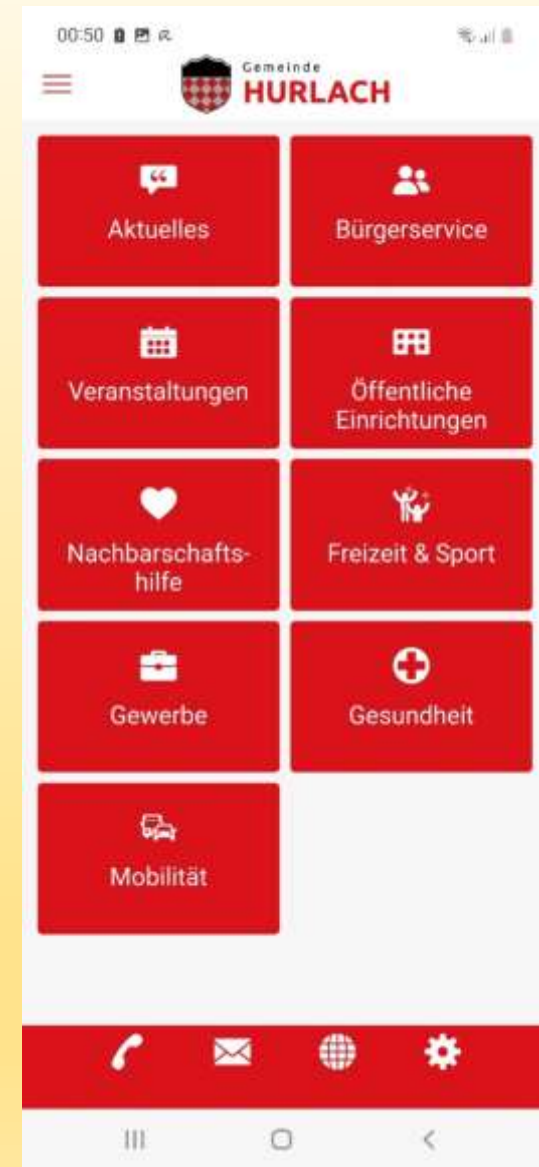 00:50
Gemeinde
HURLACH
Aktuelles
Bürgerservice
Veranstaltungen
Öffentliche
Einrichtungen
Nachbarschafts-
hilfe
Freizeit & Sport
Gewerbe
Gesundheit
Mobilität